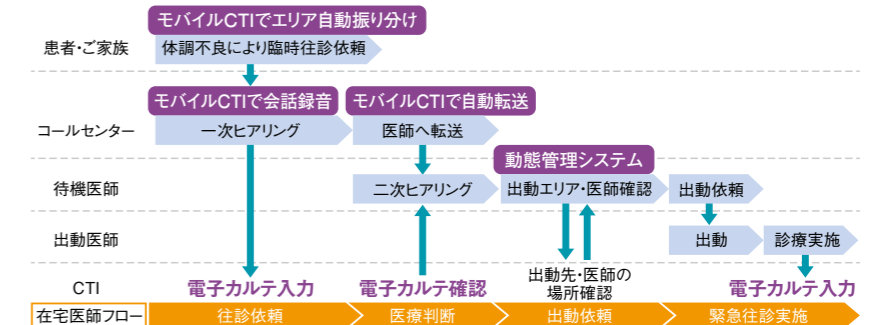 モバイルCTIでエリア自動振り分け
患者・ご家族
体調不良により臨時往診依頼
モバイルCTIで会話録音
モバイルCTIで自動転送
コールセンター
一次ヒアリング
医師へ転送
動態管理システム
待機医師
二次ヒアリング
出動エリア・医師確認
出動依頼
出動医師
出動
診療実施
CTI
電子カルテ入力
電子カルテ確認
出動先・医師の
場所確認
電子カルテ入力
在宅医師フロー
往診依頼
医療判断
出動依頼
緊急往診実施